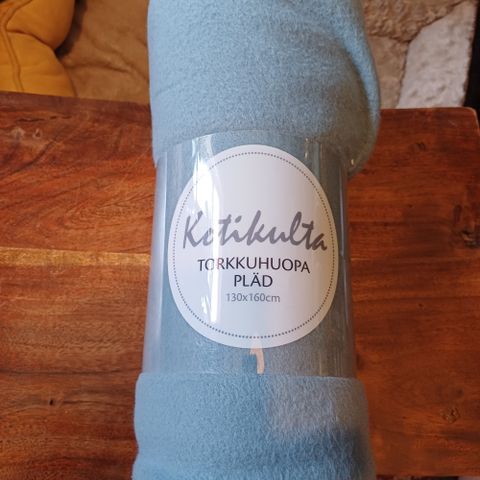 Kotikulta
TORKKUHUOPA
PLÄD
130x160cm